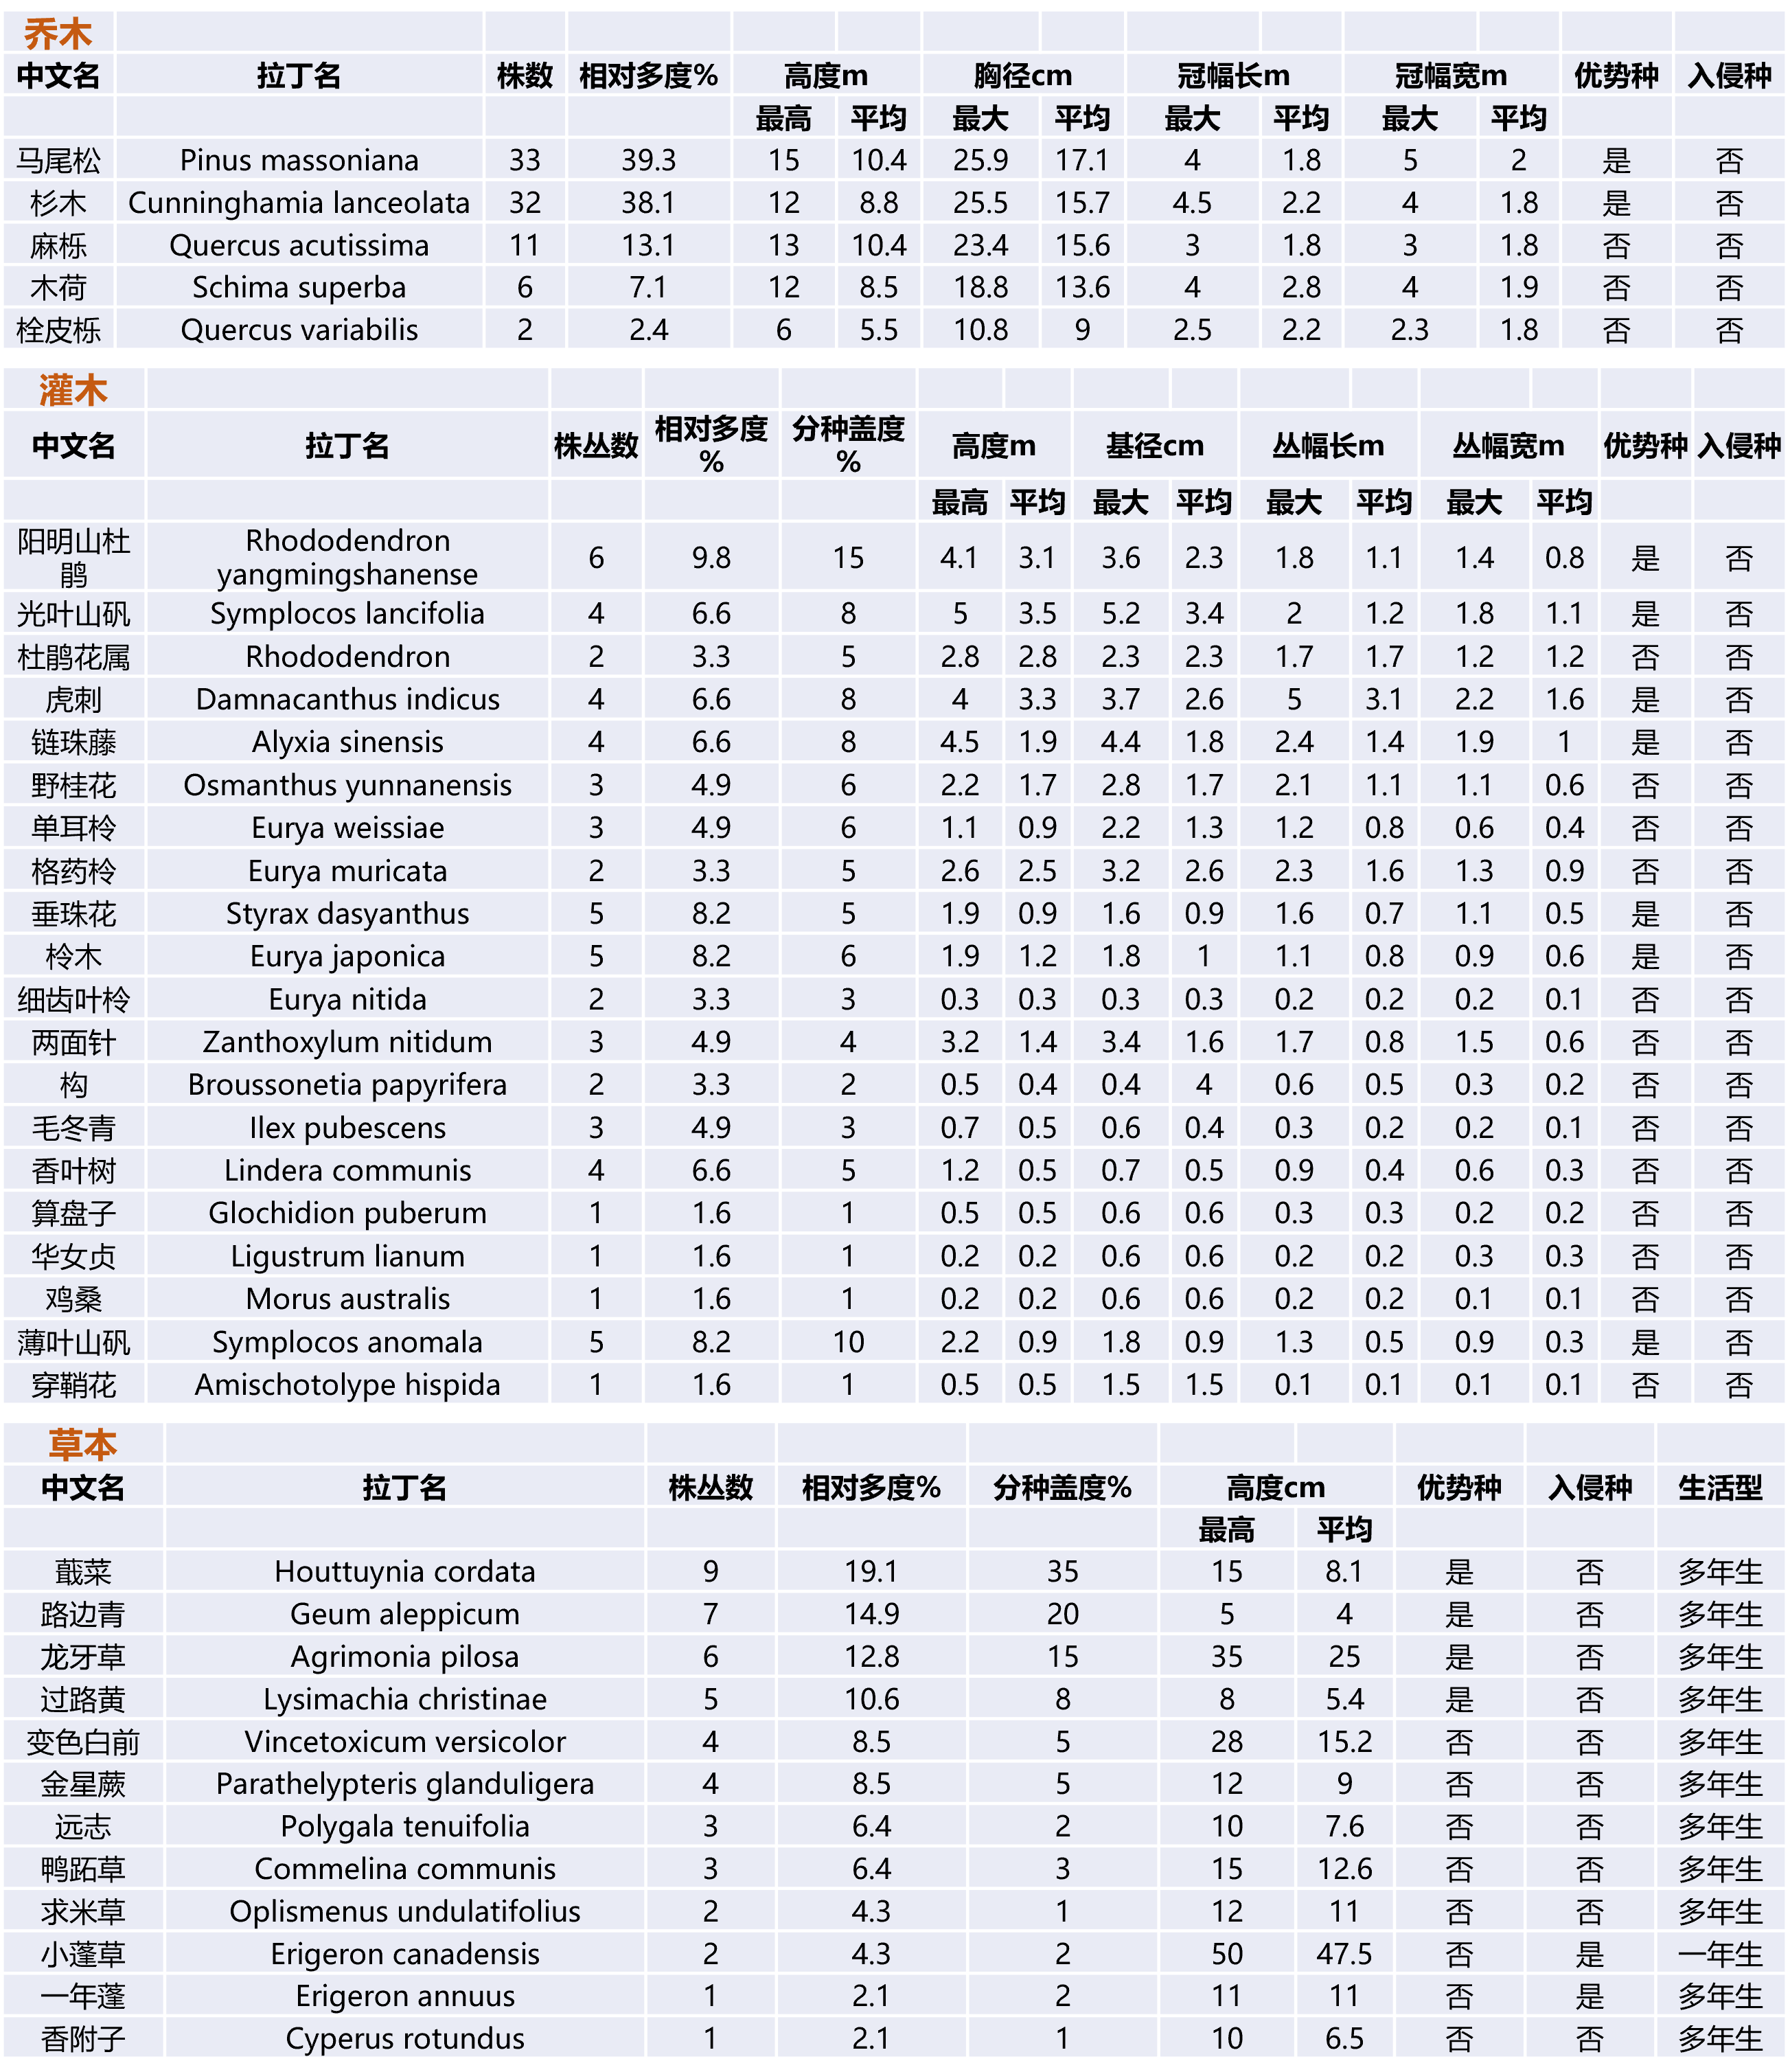 乔木
中文名 拉丁名 株数 相对多度% 高度m 胸径cm 冠幅长m 冠幅宽m 优势种 入侵种
最高 平均 最大 平均 最大 平均 最大 平均
马尾松 Pinus massoniana 33 39.3 15 10.4 25.9 17.1 4 1.8 5 2 是 否
杉木 Cunninghamia lanceolata 32 38.1 12 8.8 25.5 15.7 4.5 2.2 4 1.8 是 否
麻栎 Quercus acutissima 11 13.1 13 10.4 23.4 15.6 3 1.8 3 1.8 否 否
木荷 Schima superba 6 7.1 12 8.5 18.8 13.6 4 2.8 4 1.9 否 否
栓皮栎 Quercus variabilis 2 2.4 6 5.5 10.8 9 2.5 2.2 2.3 1.8 否 否
灌木
中文名 拉丁名 株丛数 相对多度 % 分种盖度 % 高度m 基径cm 丛幅长m 丛幅宽m 优势种 入侵种
最高 平均 最大 平均 最大 平均 最大 平均
阳明山杜鹃 Rhododendron yangmingshanense 6 9.8 15 4.1 3.1 3.6 2.3 1.8 1.1 1.4 0.8 是 否
光叶山矾 Symplocos lancifolia 4 6.6 8 5 3.5 5.2 3.4 2 1.2 1.8 1.1 是 否
杜鹃花属 Rhododendron 2 3.3 5 2.8 2.8 2.3 2.3 1.7 1.7 1.2 1.2 否 否
虎刺 Damnacanthus indicus 4 6.6 8 4 3.3 3.7 2.6 5 3.1 2.2 1.6 是 否
链珠藤 Alyxia sinensis 4 6.6 8 4.5 1.9 4.4 1.8 2.4 1.4 1.9 1 是 否
野桂花 Osmanthus yunnanensis 3 4.9 6 2.2 1.7 2.8 1.7 2.1 1.1 1.1 0.6 否 否
单耳柃 Eurya weissiae 3 4.9 6 1.1 0.9 2.2 1.3 1.2 0.8 0.6 0.4 否 否
格药柃 Eurya muricata 2 3.3 5 2.6 2.5 3.2 2.6 2.3 1.6 1.3 0.9 否 否
垂珠花 Styrax dasyanthus 5 8.2 5 1.9 0.9 1.6 0.9 1.6 0.7 1.1 0.5 是 否
柃木 Eurya japonica 5 8.2 6 1.9 1.2 1.8 1 1.1 0.8 0.9 0.6 是 否
细齿叶柃 Eurya nitida 2 3.3 3 0.3 0.3 0.3 0.3 0.2 0.2 0.2 0.1 否 否
两面针 Zanthoxylum nitidum 3 4.9 4 3.2 1.4 3.4 1.6 1.7 0.8 1.5 0.6 否 否
构 Broussonetia papyrifera 2 3.3 2 0.5 0.4 0.4 4 0.6 0.5 0.3 0.2 否 否
毛冬青 Ilex pubescens 3 4.9 3 0.7 0.5 0.6 0.4 0.3 0.2 0.2 0.1 否 否
香叶树 Lindera communis 4 6.6 5 1.2 0.5 0.7 0.5 0.9 0.4 0.6 0.3 否 否
算盘子 Glochidion puberum 1 1.6 1 0.5 0.5 0.6 0.6 0.3 0.3 0.2 0.2 否 否
华女贞 Ligustrum lianum 1 1.6 1 0.2 0.2 0.6 0.6 0.2 0.2 0.3 0.3 否 否
鸡桑 Morus australis 1 1.6 1 0.2 0.2 0.6 0.6 0.2 0.2 0.1 0.1 否 否
薄叶山矾 Symplocos anomala 5 8.2 10 2.2 0.9 1.8 0.9 1.3 0.5 0.9 0.3 是 否
穿鞘花 Amischotolype hispida 1 1.6 1 0.5 0.5 1.5 1.5 0.1 0.1 0.1 0.1 否 否
草本
中文名 拉丁名 株丛数 相对多度% 分种盖度% 高度cm 优势种 入侵种 生活型
最高 平均
蕺菜 Houttuynia cordata 9 19.1 35 15 8.1 是 否 多年生
路边青 Geum aleppicum 7 14.9 20 5 4 是 否 多年生
龙牙草 Agrimonia pilosa 6 12.8 15 35 25 是 否 多年生
过路黄 Lysimachia christinae 5 10.6 8 8 5.4 是 否 多年生
变色白前 Vincetoxicum versicolor 4 8.5 5 28 15.2 否 否 多年生
金星蕨 Parathelypteris glanduligera 4 8.5 5 12 9 否 否 多年生
远志 Polygala tenuifolia 3 6.4 2 10 7.6 否 否 多年生
鸭跖草 Commelina communis 3 6.4 3 15 12.6 否 否 多年生
求米草 Oplismenus undulatifolius 2 4.3 1 12 11 否 否 多年生
小蓬草 Erigeron canadensis 2 4.3 2 50 47.5 否 是 一年生
一年蓬 Erigeron annuus 1 2.1 2 11 11 否 是 多年生
香附子 Cyperus rotundus 1 2.1 1 10 6.5 否 否 多年生